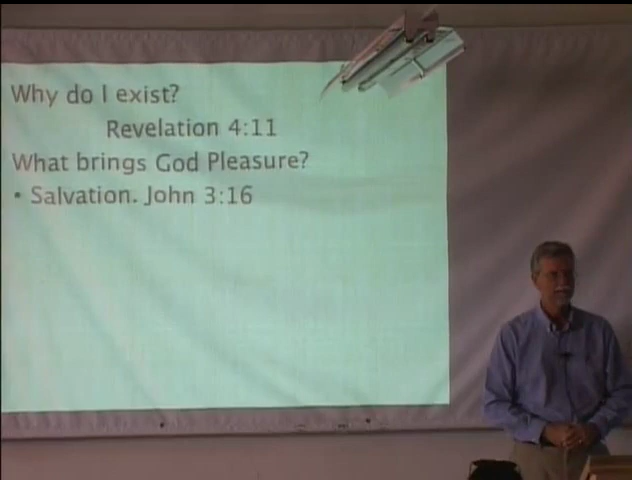 Why do I exist?
Revelation 4:11
What brings God Pleasure?
• Salvation. John 3:16